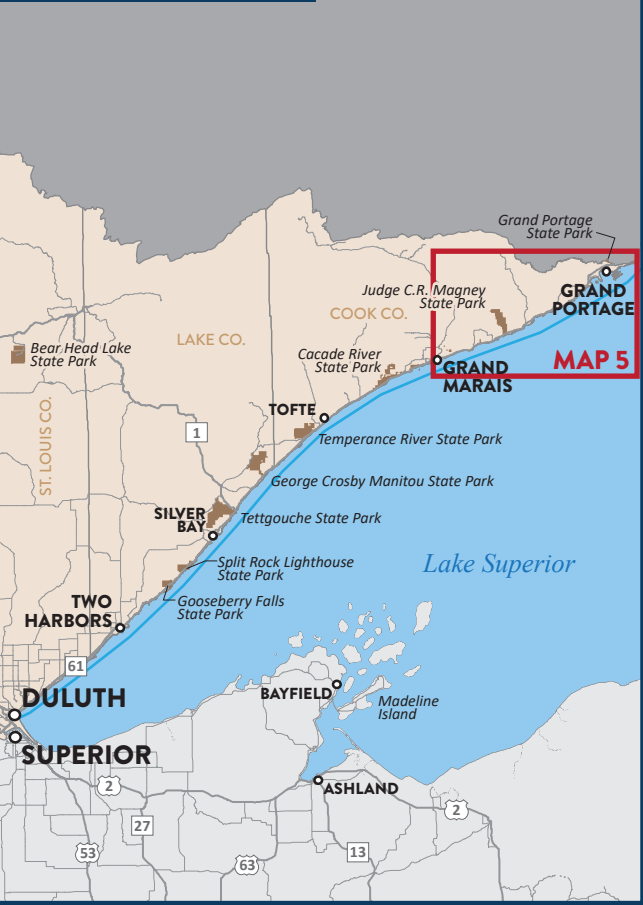 Grand Portage
State Park
Judge C.R. Magney
State Park
GRAND
PORTAGE
COOK CO.
LAKE CO.
Bear Head Lake
State Park
Cacade River
State Park
MAP 5
GRAND
MARAIS
ST. LOUIS CO.
TOFTE
1
Temperance River State Park
George Crosby Manitou State Park
SILVER
BAY
Tettgouche State Park
Split Rock Lighthouse
State Park
Lake Superior
Gooseberry Falls
State Park
TWO
HARBORS
61
DULUTH
BAYFIELD
Madeline
Island
SUPERIOR
2
ASHLAND
2
27
53
63
13